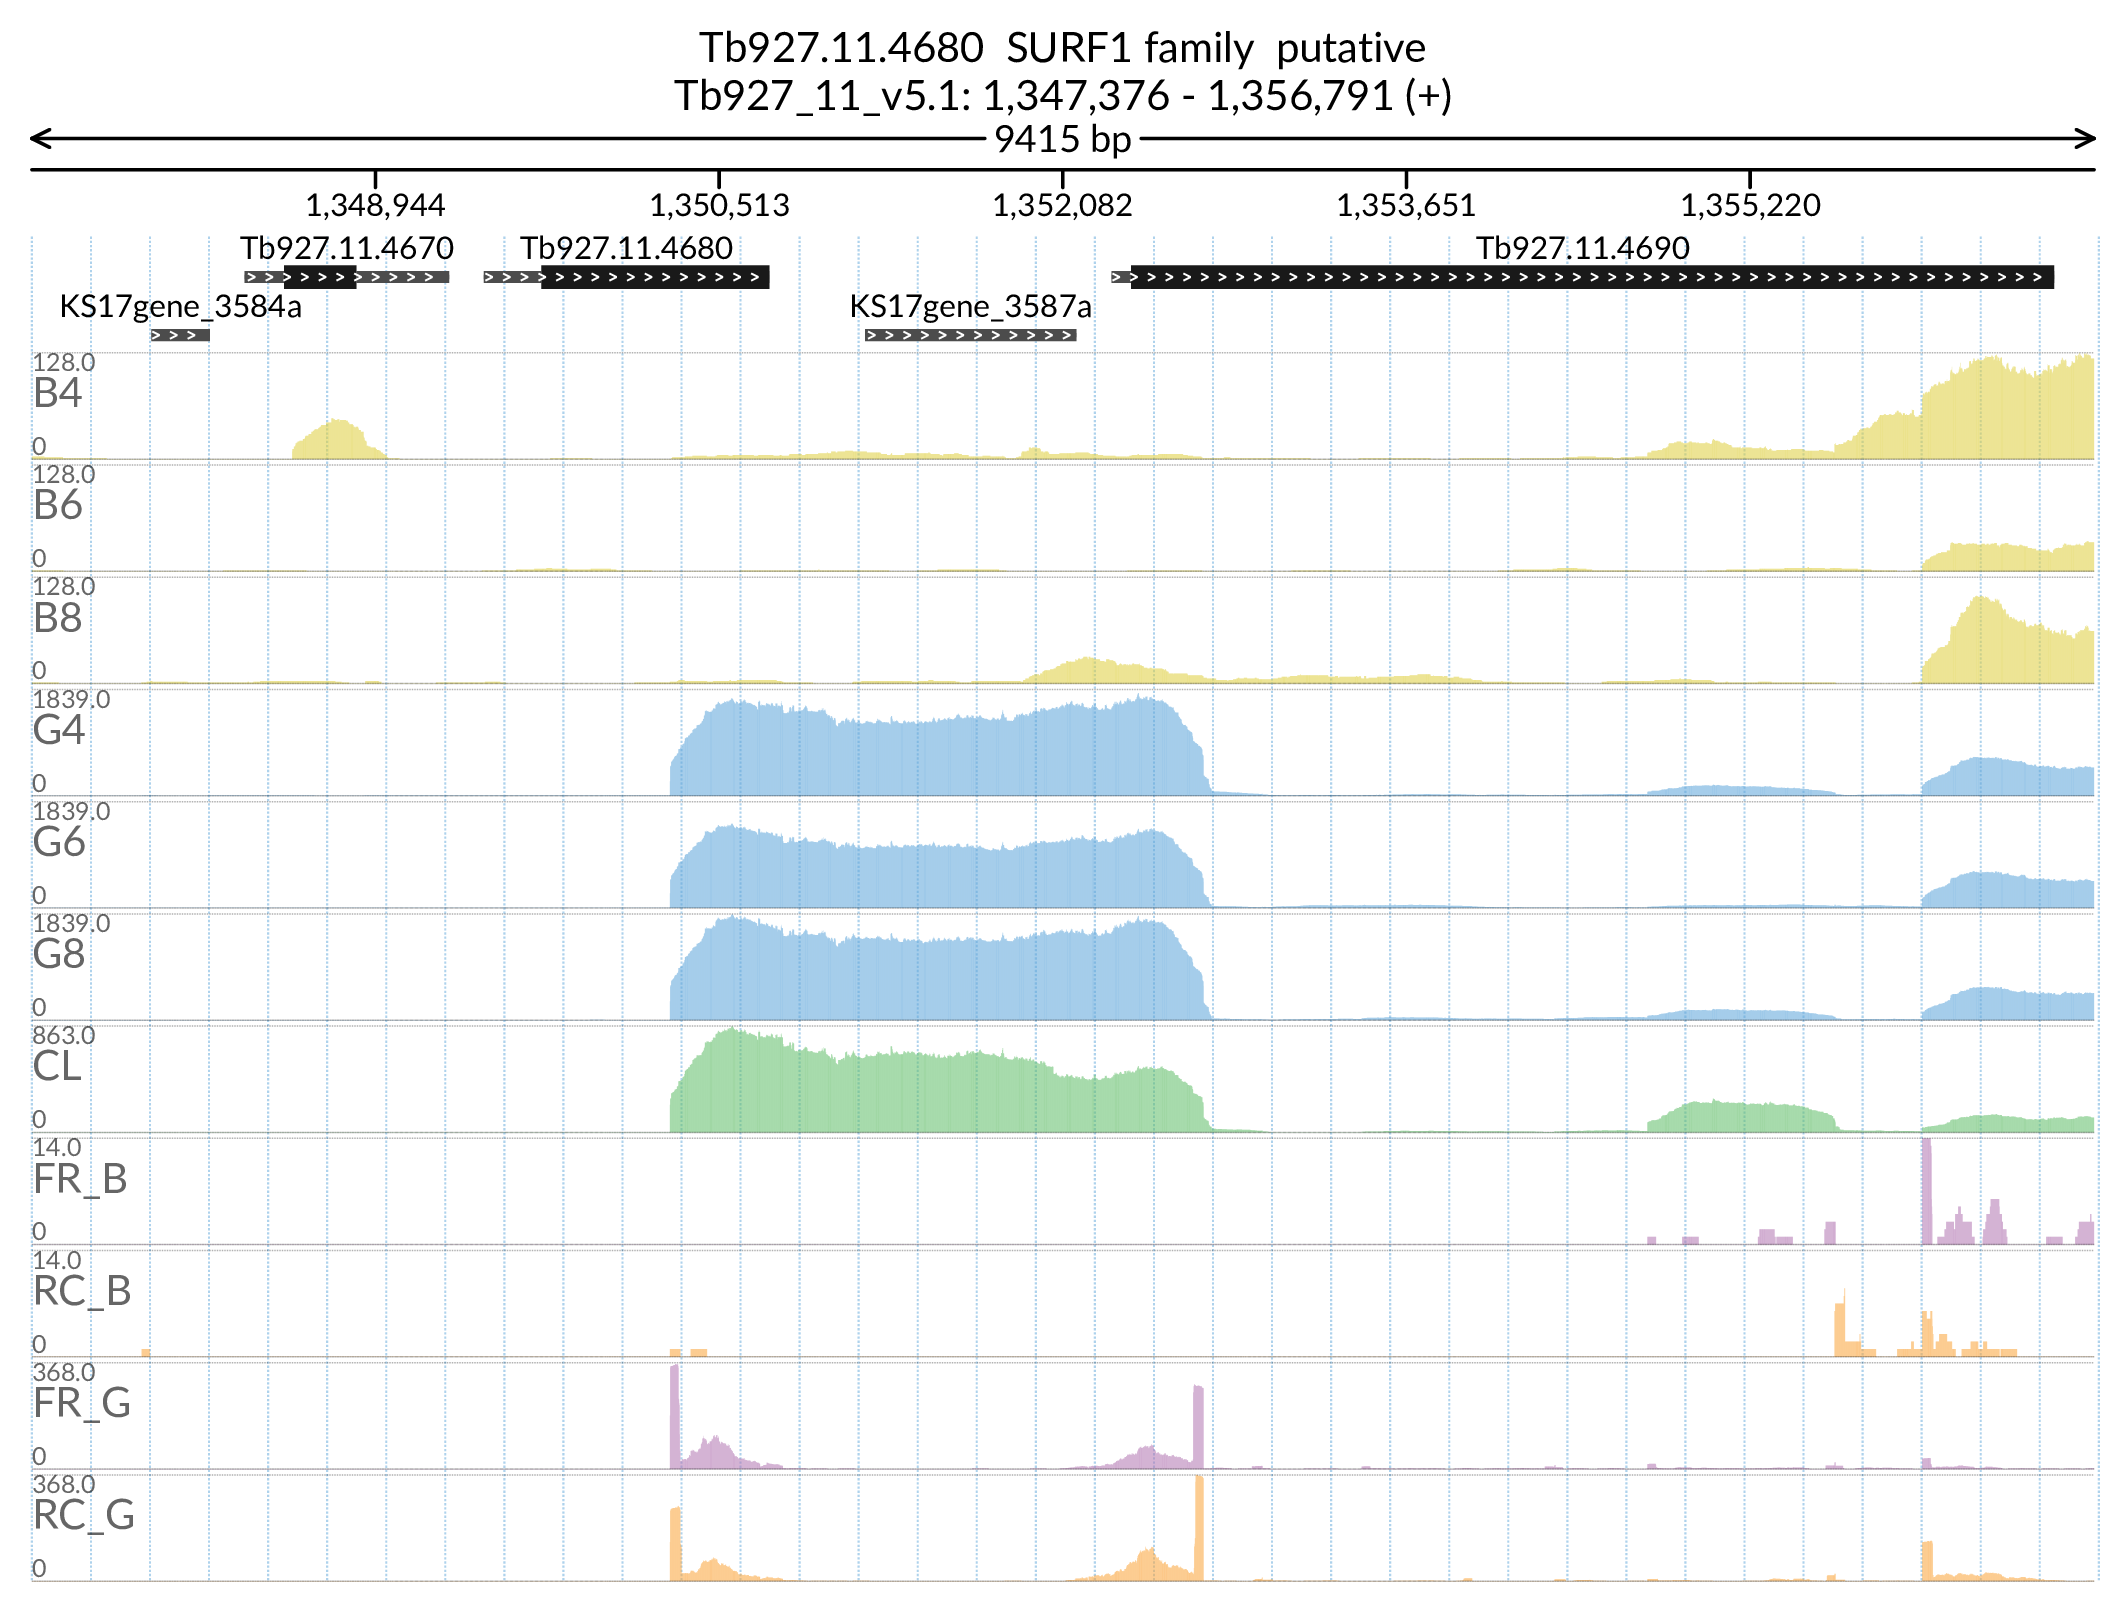 Tb927.11.4680  SURF1 family  putative
Tb927_11_v5.1: 1,347,376 - 1,356,791 (+)
9415 bp
1,348,944 1,350,513 1,352,082 1,353,651 1,355,220
Tb927.11.4670 Tb927.11.4680 Tb927.11.4690
KS17gene_3584a KS17gene_3587a
128.0
B4
0
128.0
B6
0
128.0
B8
0
1839.0
G4
0
1839.0
G6
0
1839.0
G8
0
863.0
CL
0
14.0
FR_B
0
14.0
RC_B
0
368.0
FR_G
0
368.0
RC_G
0